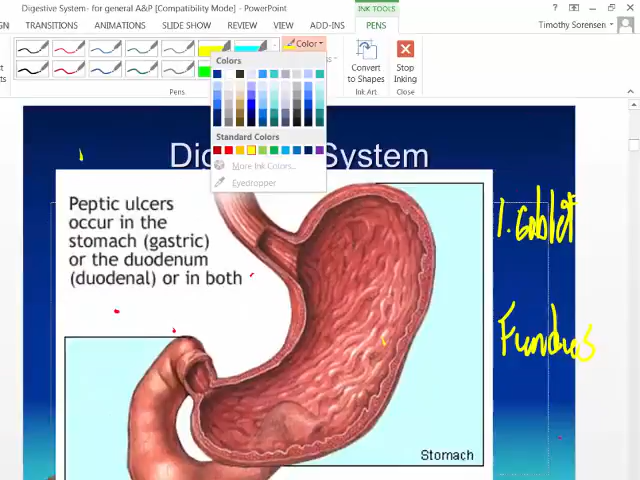 Digestive System- for general A&P [Compatibility Mode] - PowerPoint
INK TOOLS
TRANSITIONS ANIMATIONS SLIDE SHOW REVIEW VIEW ADD-INS PENS
Timothy Sorensen
Color
Convert to Shapes
Stop Inking
Pens
Ink Art
Close
Colors
Standard Colors
More Ink Colors...
Eyedropper
System
Peptic ulcers
occur in the
stomach (gastric)
or the duodenum
(duodenal) or in both
1. Goblet
Fundus
Stomach